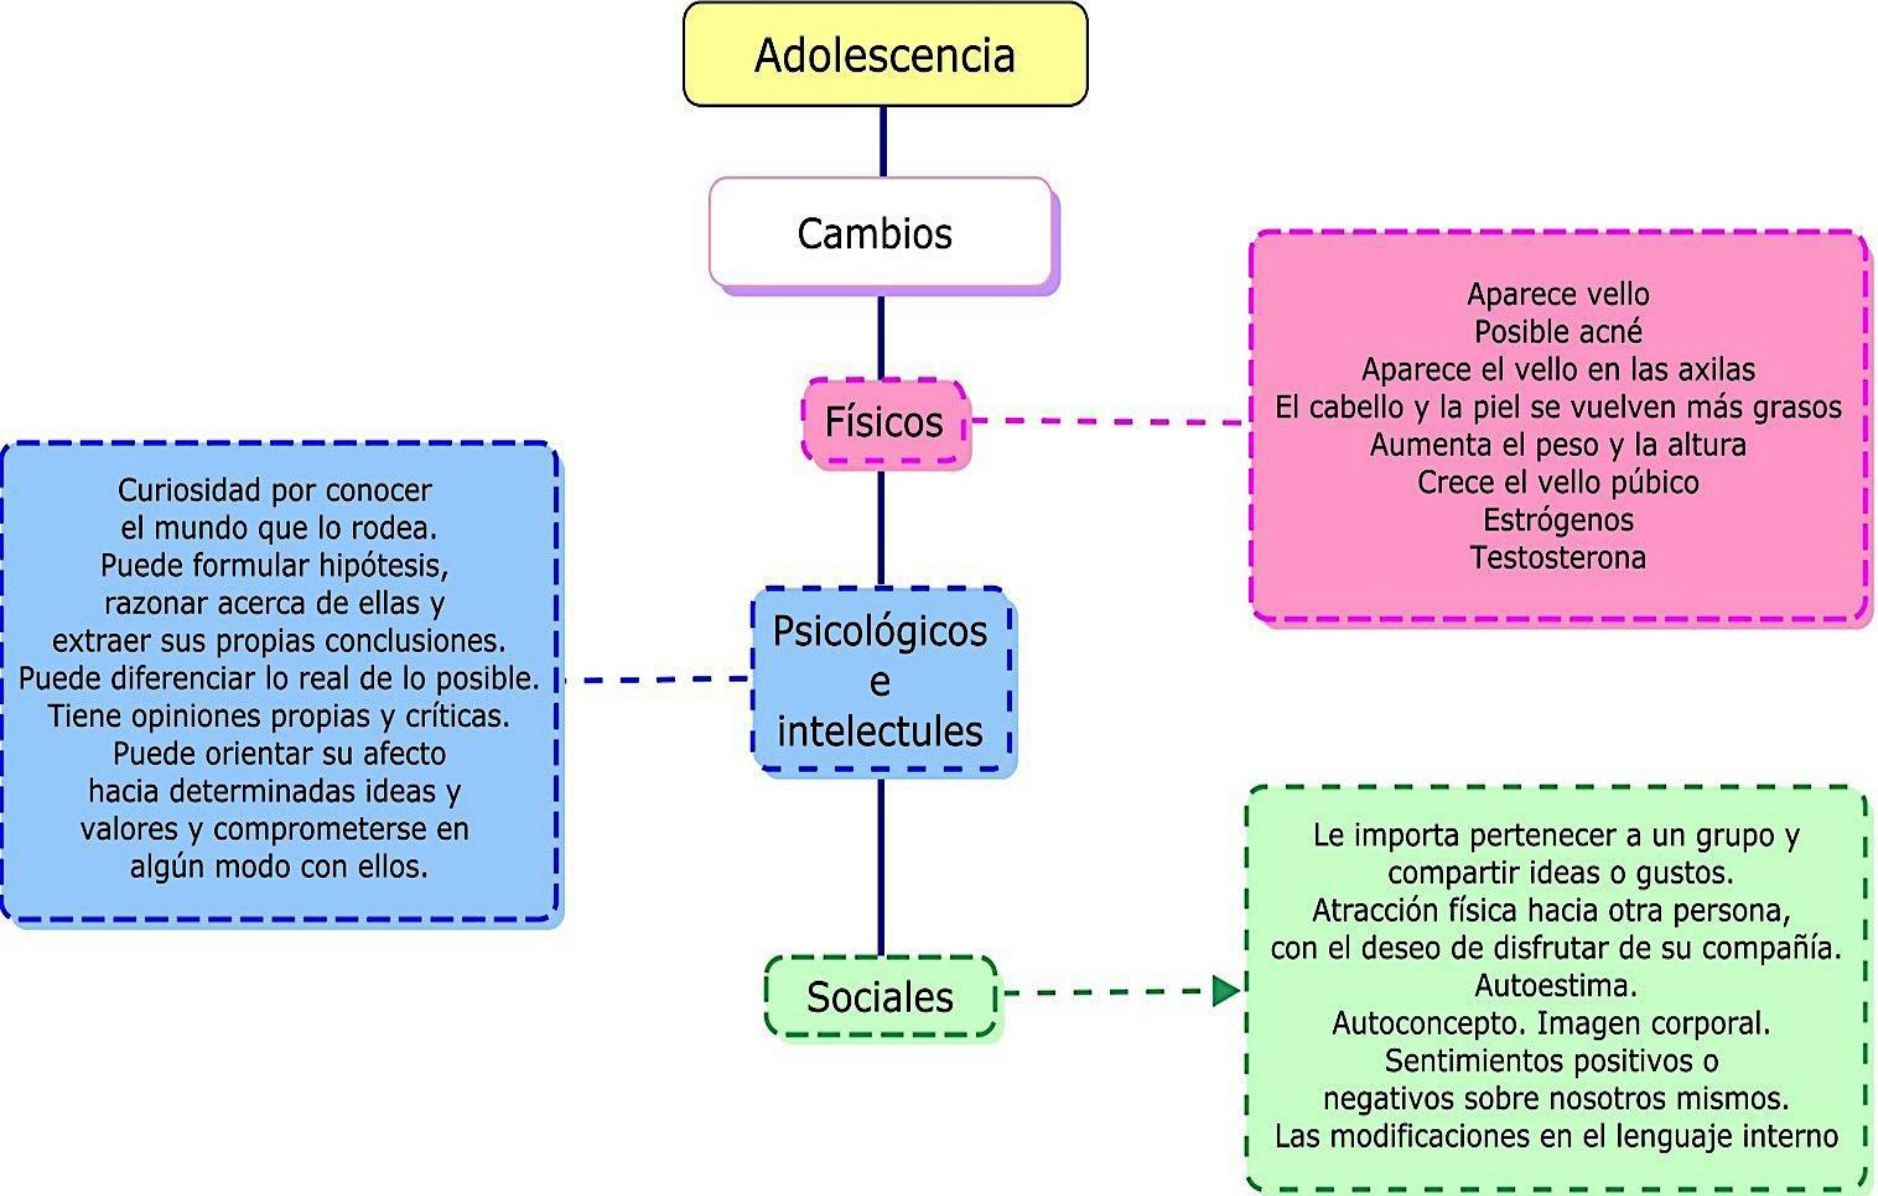 Adolescencia
Cambios
Físicos
Aparece vello
Posible acné
Aparece el vello en las axilas
El cabello y la piel se vuelven más grasos
Aumenta el peso y la altura
Crece el vello púbico
Estrógenos
Testosterona
Psicológicos
e
intelectules
Curiosidad por conocer
el mundo que lo rodea.
Puede formular hipótesis,
razonar acerca de ellas y
extraer sus propias conclusiones.
Puede diferenciar lo real de lo posible.
Tiene opiniones propias y críticas.
Puede orientar su afecto
hacia determinadas ideas y
valores y comprometerse en
algún modo con ellos.
Sociales
Le importa pertenecer a un grupo y
compartir ideas o gustos.
Atracción física hacia otra persona,
con el deseo de disfrutar de su compañía.
Autoestima.
Autoconcepto. Imagen corporal.
Sentimientos positivos o
negativos sobre nosotros mismos.
Las modificaciones en el lenguaje interno